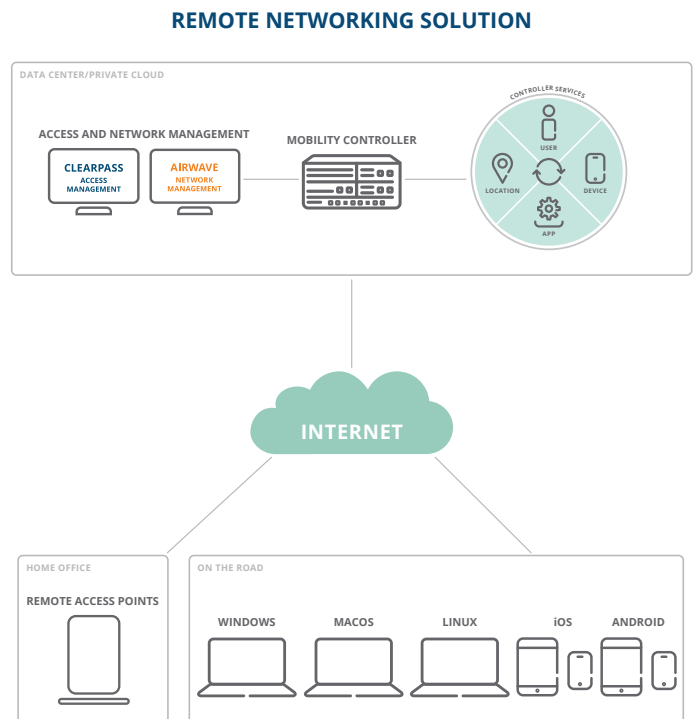 REMOTE NETWORKING SOLUTION
DATA CENTER/PRIVATE CLOUD
ACCESS AND NETWORK MANAGEMENT
CLEARPASS
ACCESS
MANAGEMENT
AIRWAVE
NETWORK
MANAGEMENT
MOBILITY CONTROLLER
CONTROLLER SERVICES
USER
LOCATION
DEVICE
APP
INTERNET
HOME OFFICE
REMOTE ACCESS POINTS
ON THE ROAD
WINDOWS
MACOS
LINUX
iOS
ANDROID